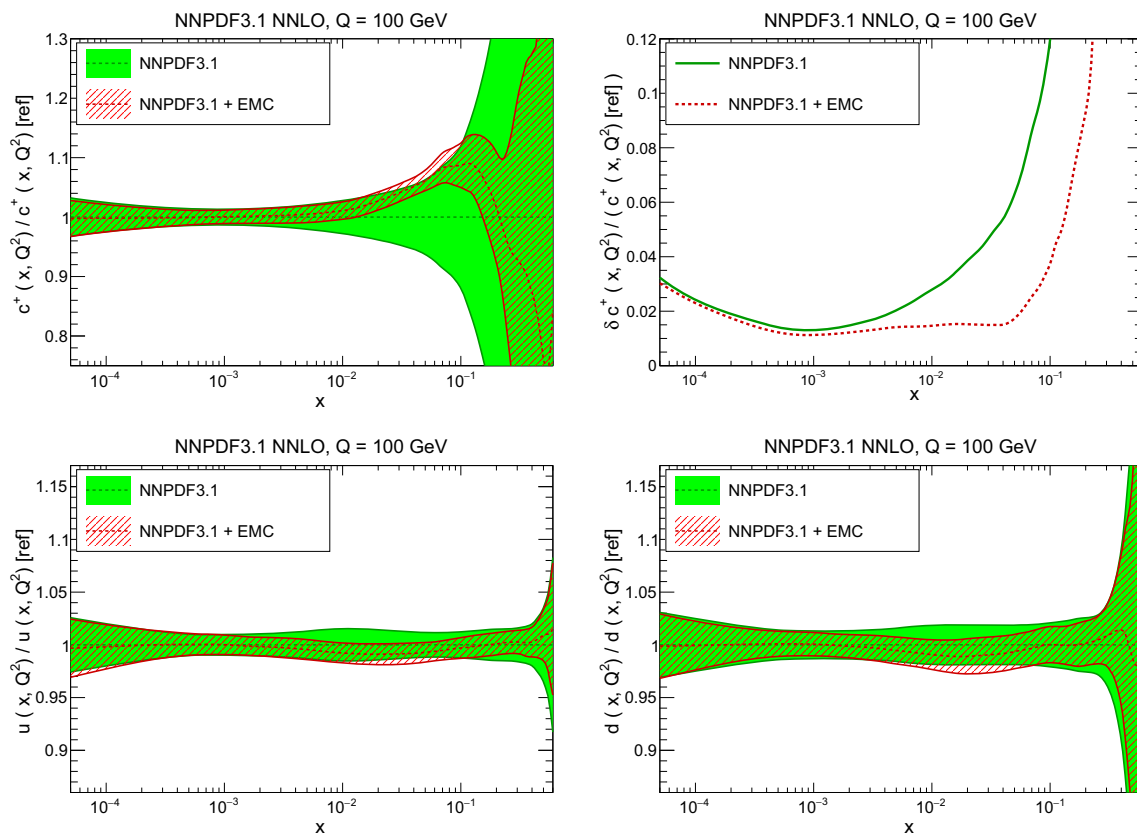 NNPDF3.1 NNLO, Q = 100 GeV
c⁺ ( x, Q²) / c⁺ ( x, Q²) [ref]
1.3
1.2
1.1
1
0.9
0.8
NNPDF3.1
NNPDF3.1 + EMC
10⁻⁴ 10⁻³ 10⁻² 10⁻¹
x
NNPDF3.1 NNLO, Q = 100 GeV
δ c⁺ ( x, Q²) / ( c⁺ ( x, Q²) [ref] )
0.12
0.1
0.08
0.06
0.04
0.02
0
NNPDF3.1
NNPDF3.1 + EMC
10⁻⁴ 10⁻³ 10⁻² 10⁻¹
x
NNPDF3.1 NNLO, Q = 100 GeV
u ( x, Q²) / u ( x, Q²) [ref]
1.15
1.1
1.05
1
0.95
0.9
NNPDF3.1
NNPDF3.1 + EMC
10⁻⁴ 10⁻³ 10⁻² 10⁻¹
x
NNPDF3.1 NNLO, Q = 100 GeV
d ( x, Q²) / d ( x, Q²) [ref]
1.15
1.1
1.05
1
0.95
0.9
NNPDF3.1
NNPDF3.1 + EMC
10⁻⁴ 10⁻³ 10⁻² 10⁻¹
x